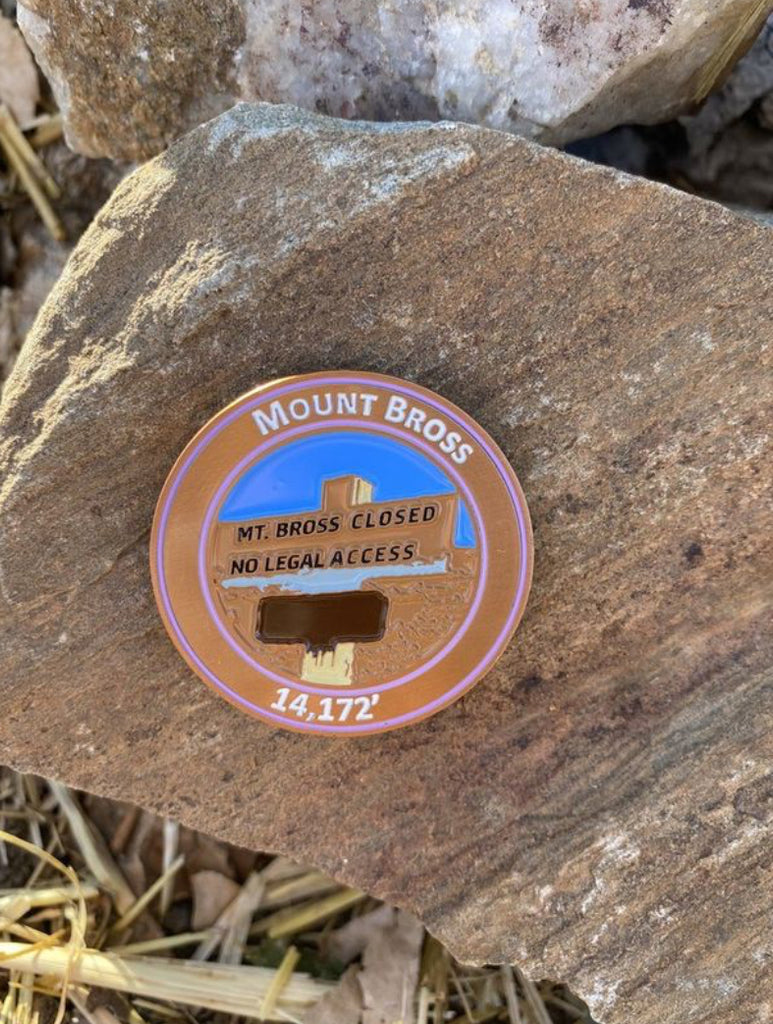 MOUNT BROSS
MT. BROSS CLOSED
NO LEGAL ACCESS
14,172'